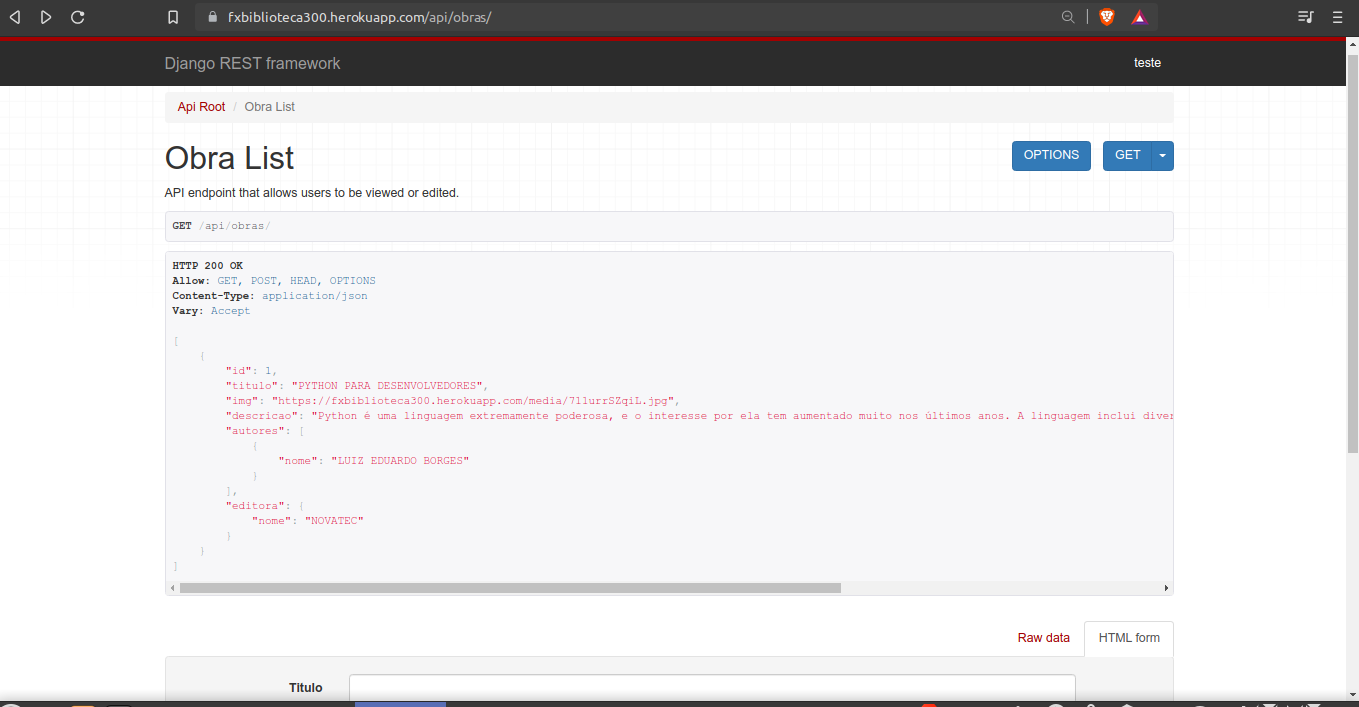 fxbiblioteca300.herokuapp.com/api/obras/
Django REST framework
teste
Api Root / Obra List
Obra List
OPTIONS
GET
API endpoint that allows users to be viewed or edited.
GET /api/obras/
HTTP 200 OK
Allow: GET, POST, HEAD, OPTIONS
Content-Type: application/json
Vary: Accept
[
{
"id": 1,
"titulo": "PYTHON PARA DESENVOLVEDORES",
"img": "https://fxbiblioteca300.herokuapp.com/media/711urrSZqiL.jpg",
"descricao": "Python é uma linguagem extremamente poderosa, e o interesse por ela tem aumentado muito nos últimos anos. A linguagem inclui diver
"autores": [
{
"nome": "LUIZ EDUARDO BORGES"
}
],
"editora": {
"nome": "NOVATEC"
}
}
]
Raw data
HTML form
Titulo